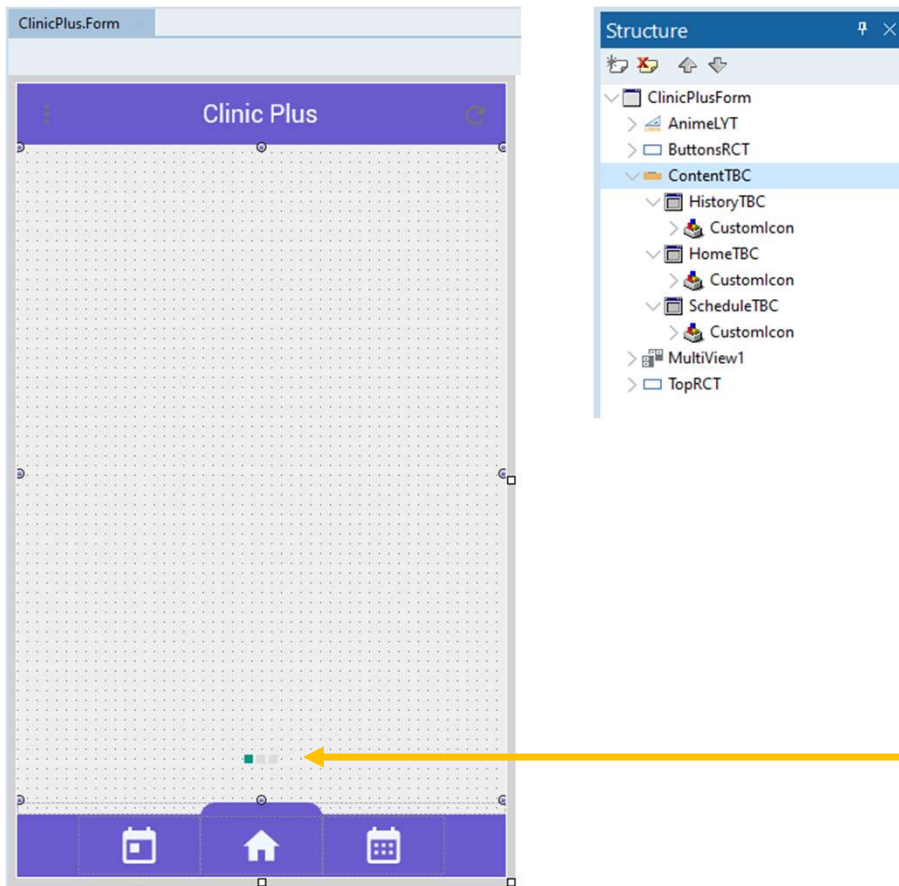 ClinicPlus.Form
Clinic Plus
Structure
ClinicPlusForm
AnimeLYT
ButtonsRCT
ContentTBC
HistoryTBC
CustomIcon
HomeTBC
CustomIcon
ScheduleTBC
CustomIcon
MultiView1
TopRCT